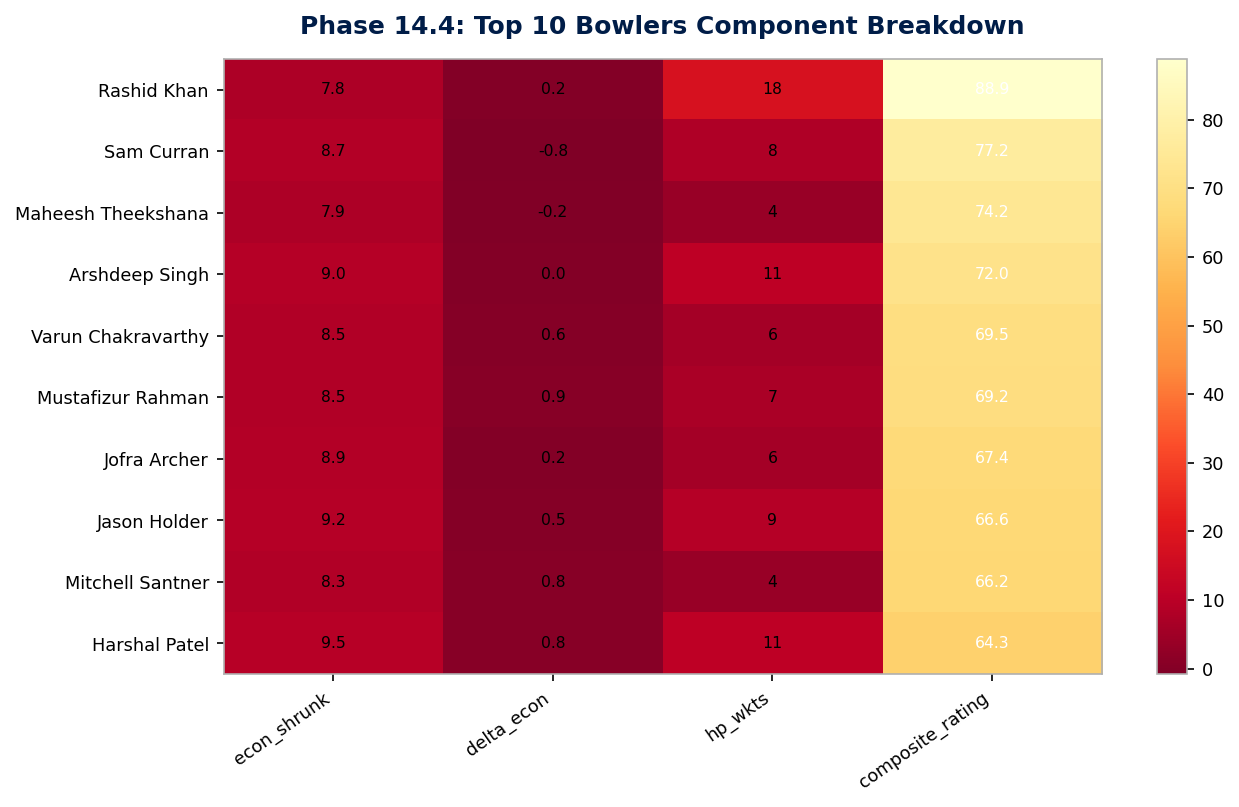 Phase 14.4: Top 10 Bowlers Component Breakdown
Rashid Khan 7.8 0.2 18 88.3
Sam Curran 8.7 -0.8 8 77.2
Maheesh Theekshana 7.9 -0.2 4 74.2
Arshdeep Singh 9.0 0.0 11 72.0
Varun Chakravarthy 8.5 0.6 6 69.5
Mustafizur Rahman 8.5 0.9 7 69.2
Jofra Archer 8.9 0.2 6 67.4
Jason Holder 9.2 0.5 9 66.6
Mitchell Santner 8.3 0.8 4 66.2
Harshal Patel 9.5 0.8 11 64.3
econ_shrunk delta_econ hp_wkts composite_rating
80
70
60
50
40
30
20
10
0